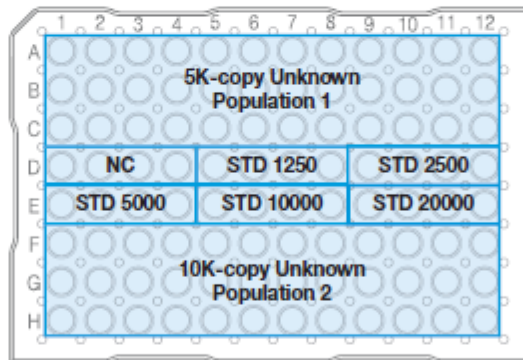 1 2 3 4 5 6 7 8 9 10 11 12
A
5K-copy Unknown
B
Population 1
C
D NC STD 1250 STD 2500
E STD 5000 STD 10000 STD 20000
F
10K-copy Unknown
G
Population 2
H